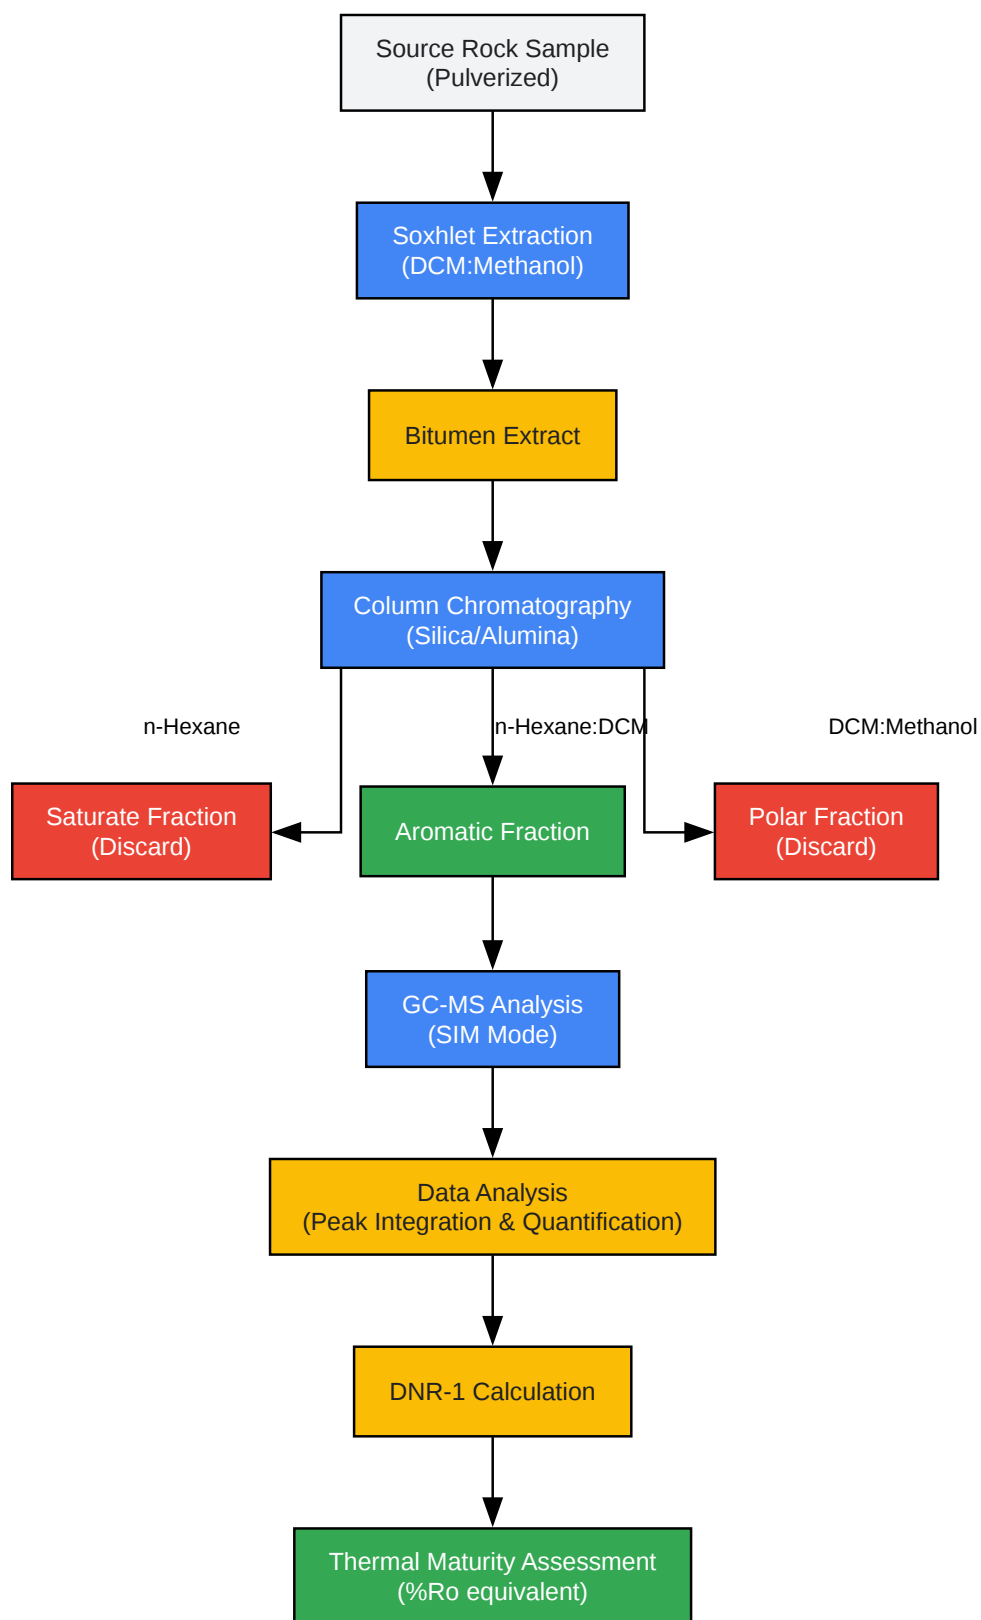 Source Rock Sample
(Pulverized)
Soxhlet Extraction
(DCM:Methanol)
Bitumen Extract
Column Chromatography
(Silica/Alumina)
n-Hexane
n-Hexane:DCM
DCM:Methanol
Saturate Fraction
(Discard)
Aromatic Fraction
Polar Fraction
(Discard)
GC-MS Analysis
(SIM Mode)
Data Analysis
(Peak Integration & Quantification)
DNR-1 Calculation
Thermal Maturity Assessment
(%Ro equivalent)